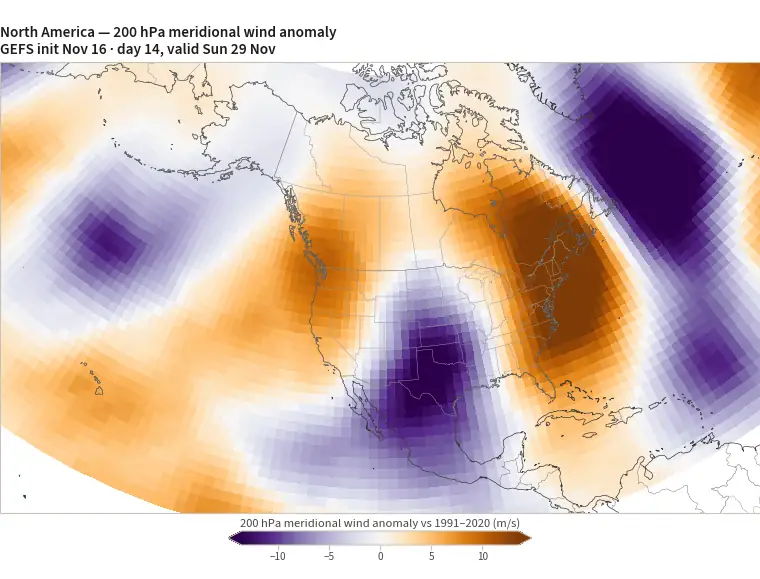 North America — 200 hPa meridional wind anomaly
GEFS init Nov 16 · day 14, valid Sun 29 Nov
200 hPa meridional wind anomaly vs 1991–2020 (m/s)
−10 −5 0 5 10